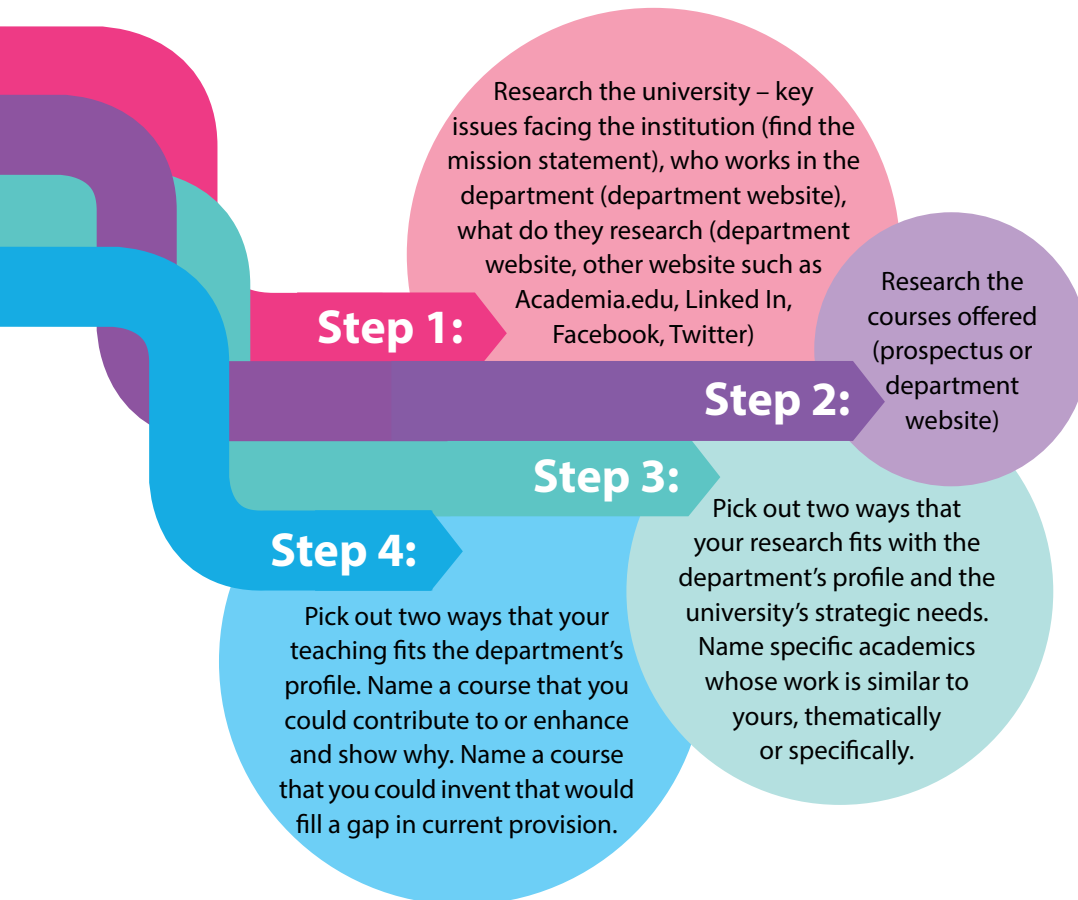 Step 1:
Research the university – key
issues facing the institution (find the
mission statement), who works in the
department (department website),
what do they research (department
website, other website such as
Academia.edu, Linked In,
Facebook, Twitter)
Step 2:
Research the
courses offered
(prospectus or
department
website)
Step 3:
Pick out two ways that
your research fits with the
department’s profile and the
university’s strategic needs.
Name specific academics
whose work is similar to
yours, thematically
or specifically.
Step 4:
Pick out two ways that your
teaching fits the department’s
profile. Name a course that you
could contribute to or enhance
and show why. Name a course
that you could invent that would
fill a gap in current provision.